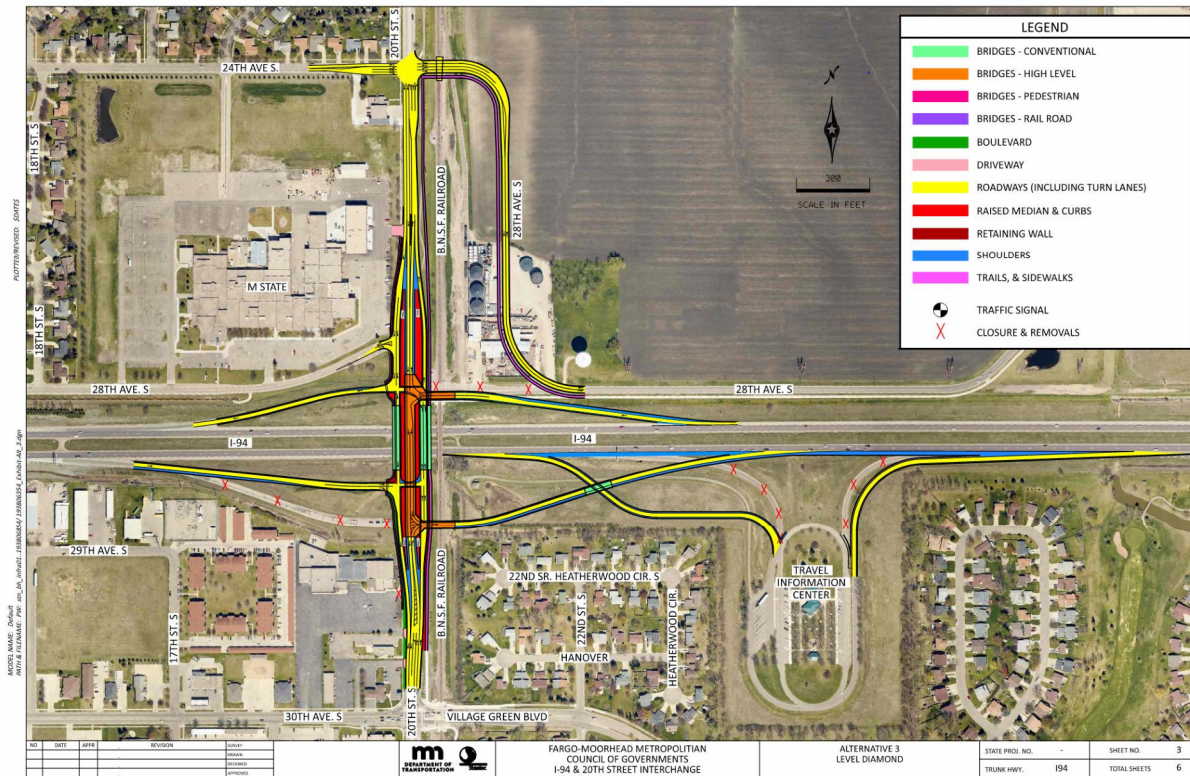 LEGEND
BRIDGES - CONVENTIONAL
BRIDGES - HIGH LEVEL
BRIDGES - PEDESTRIAN
BRIDGES - RAIL ROAD
BOULEVARD
DRIVEWAY
ROADWAYS (INCLUDING TURN LANES)
RAISED MEDIAN & CURBS
RETAINING WALL
SHOULDERS
TRAILS, & SIDEWALKS
TRAFFIC SIGNAL
CLOSURE & REMOVALS
N
300
SCALE IN FEET
20TH ST. S
24TH AVE S.
18TH ST. S
B.N.S.F. RAILROAD
28TH AVE. S
M STATE
18TH ST. S
28TH AVE. S
28TH AVE. S
I-94
I-94
29TH AVE. S
17TH ST. S
B.N.S.F. RAILROAD
22ND SR. HEATHERWOOD CIR. S
22ND ST. S
HEATHERWOOD CIR.
HANOVER
TRAVEL
INFORMATION
CENTER
30TH AVE. S
20TH ST. S
VILLAGE GREEN BLVD
PLOTTED/REVISED: SDATES
MODEL NAME: Default
NO DATE APPR REVISION
SURVEY
DRAWN
DESIGNED
APPROVED
m
DEPARTMENT OF
TRANSPORTATION
FARGO-MOORHEAD METROPOLITIAN
COUNCIL OF GOVERNMENTS
I-94 & 20TH STREET INTERCHANGE
ALTERNATIVE 3
LEVEL DIAMOND
STATE PROJ. NO. -
SHEET NO. 3
TRUNK HWY. I94
TOTAL SHEETS 6